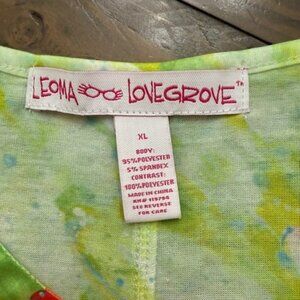 LEOMA LOVEGROVE™
XL
BODY:
95%POLYESTER
5% SPANDEX
CONTRAST:
100%POLYESTER
MADE IN CHINA
RN# 119794
SEE REVERSE
FOR CARE